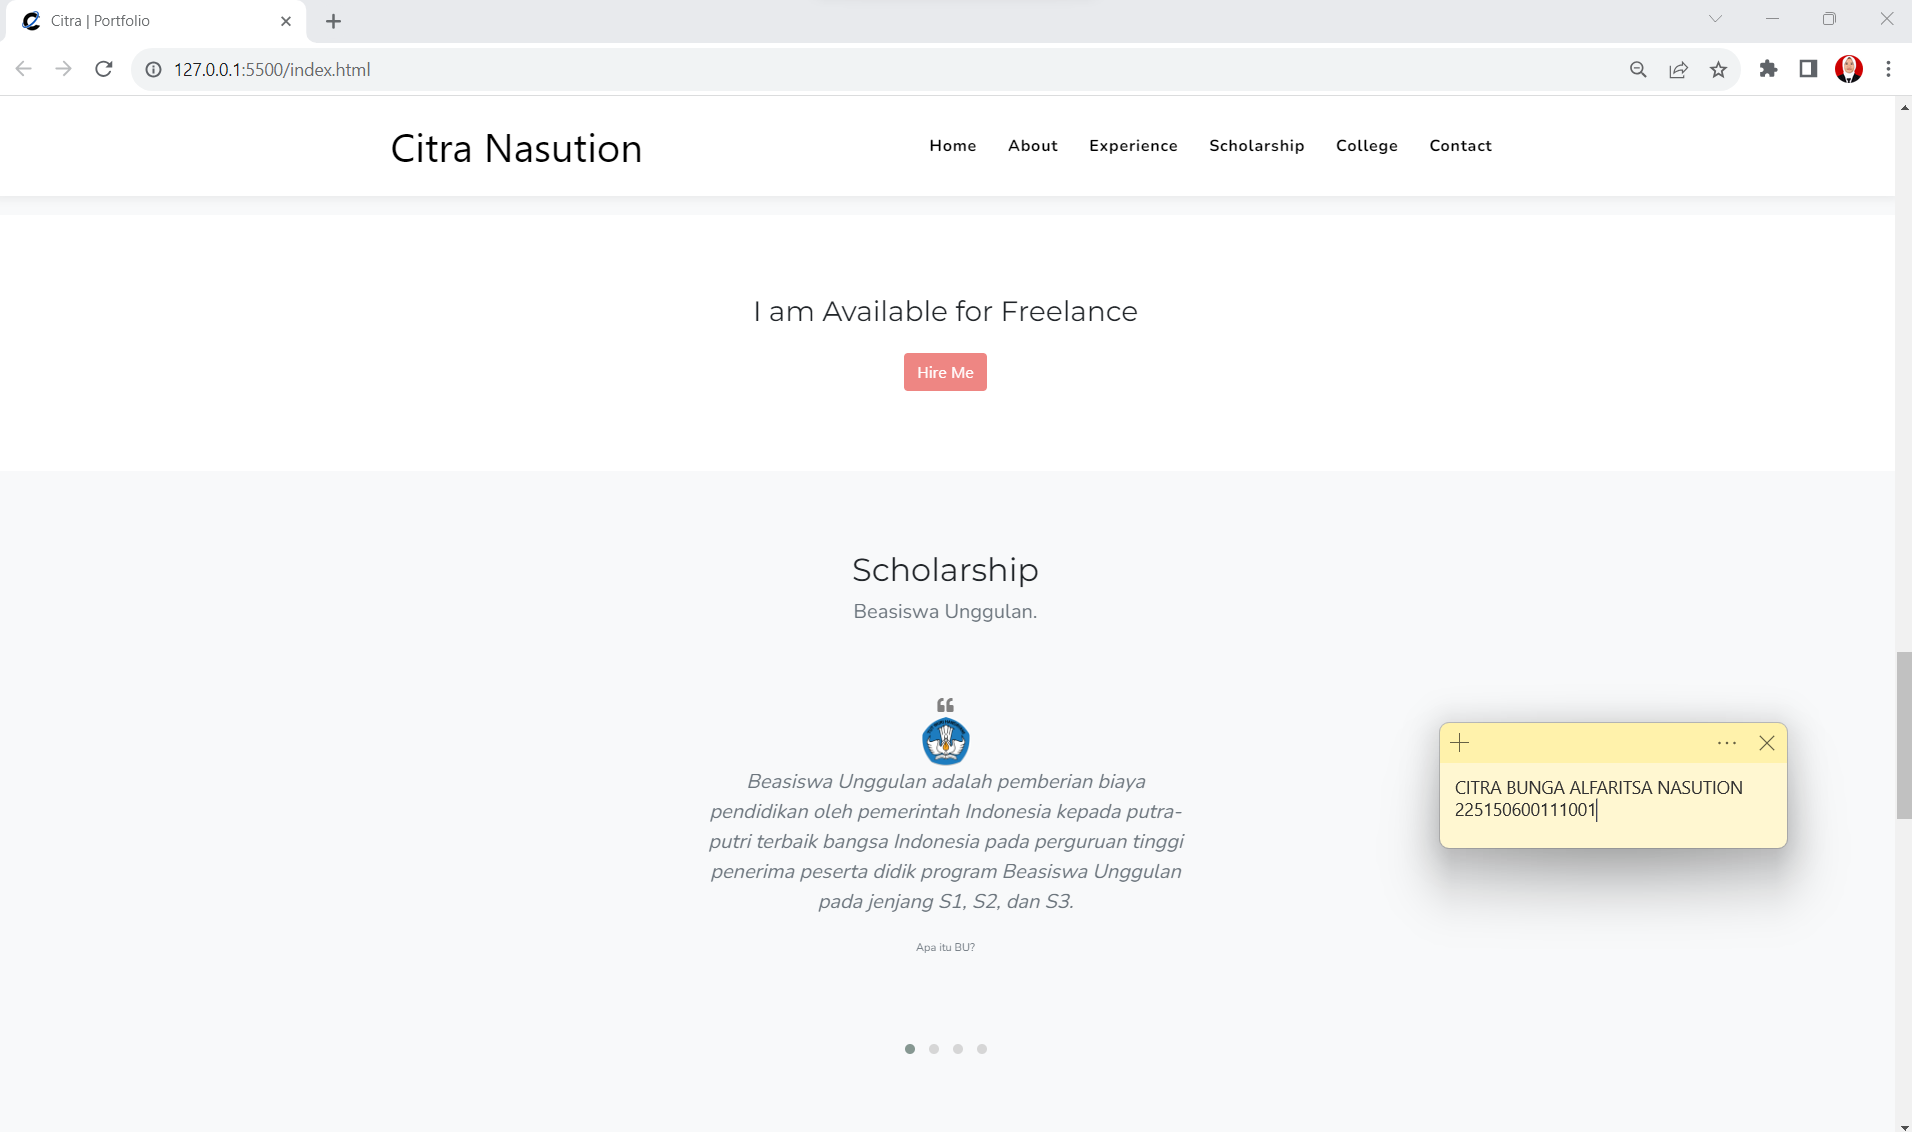 Citra | Portfolio
127.0.0.1:5500/index.html
Citra Nasution
Home About Experience Scholarship College Contact
I am Available for Freelance
Hire Me
Scholarship
Beasiswa Unggulan.
Beasiswa Unggulan adalah pemberian biaya
pendidikan oleh pemerintah Indonesia kepada putra-
putri terbaik bangsa Indonesia pada perguruan tinggi
penerima peserta didik program Beasiswa Unggulan
pada jenjang S1, S2, dan S3.
Apa itu BU?
CITRA BUNGA ALFARITSA NASUTION
225150600111001